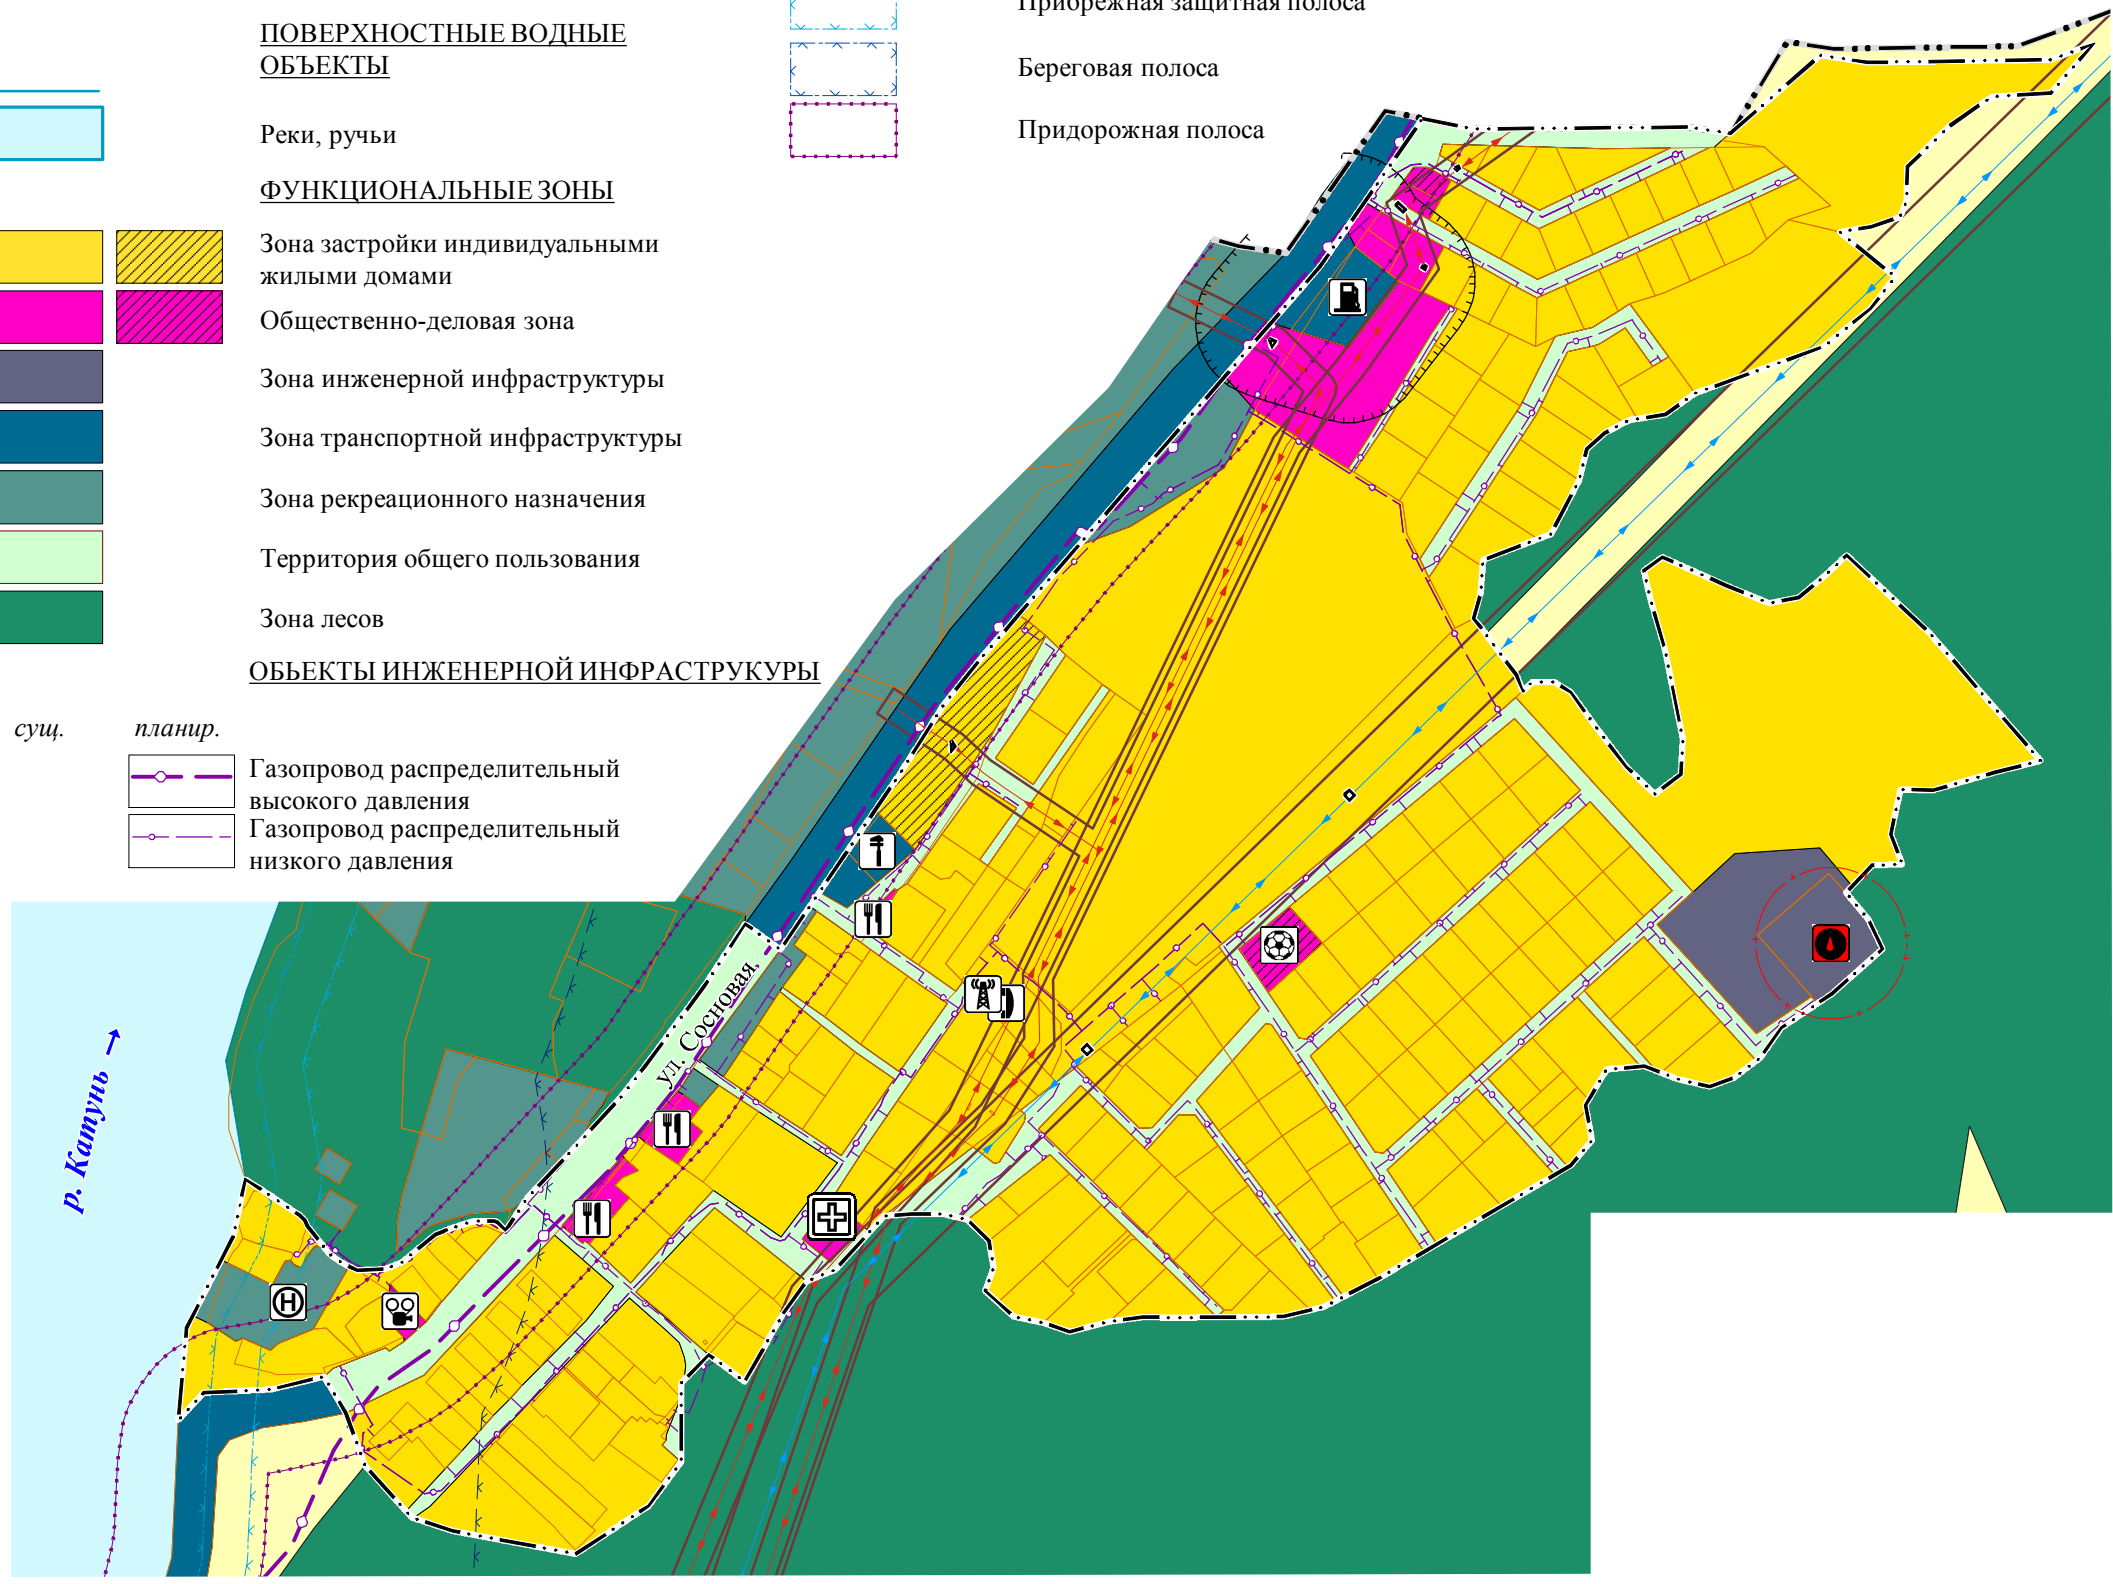 ПОВЕРХНОСТНЫЕ ВОДНЫЕ
ОБЪЕКТЫ
Реки, ручьи
ФУНКЦИОНАЛЬНЫЕ ЗОНЫ
Зона застройки индивидуальными
жилыми домами
Общественно-деловая зона
Зона инженерной инфраструктуры
Зона транспортной инфраструктуры
Зона рекреационного назначения
Территория общего пользования
Зона лесов
ОБЬЕКТЫ ИНЖЕНЕРНОЙ ИНФРАСТРУКУРЫ
сущ. планир.
Газопровод распределительный
высокого давления
Газопровод распределительный
низкого давления
Прибрежная защитная полоса
Береговая полоса
Придорожная полоса
ул. Сосновая,
р. Катунь →
H